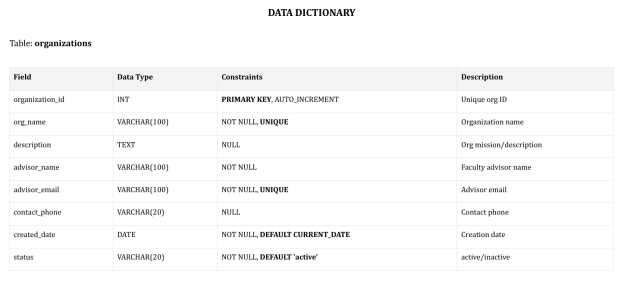 DATA DICTIONARY
Table: organizations
Field Data Type Constraints Description
organization_id INT PRIMARY KEY, AUTO_INCREMENT Unique org ID
org_name VARCHAR(100) NOT NULL, UNIQUE Organization name
description TEXT NULL Org mission/description
advisor_name VARCHAR(100) NOT NULL Faculty advisor name
advisor_email VARCHAR(100) NOT NULL, UNIQUE Advisor email
contact_phone VARCHAR(20) NULL Contact phone
created_date DATE NOT NULL, DEFAULT CURRENT_DATE Creation date
status VARCHAR(20) NOT NULL, DEFAULT 'active' active/inactive